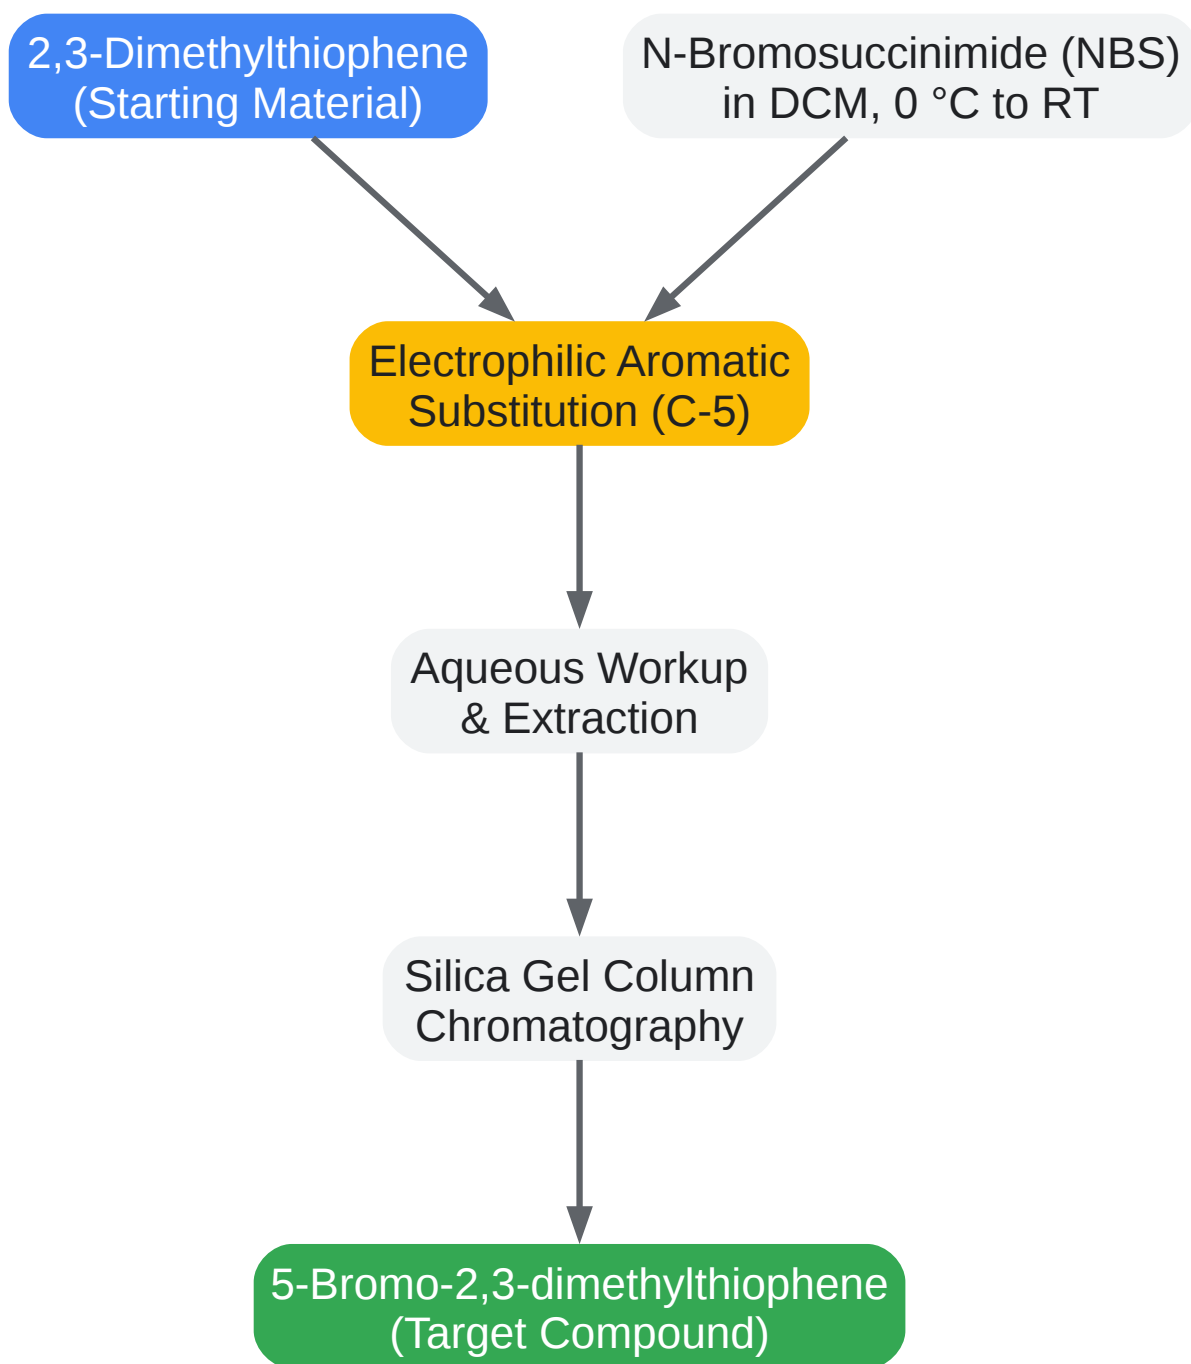 2,3-Dimethylthiophene
(Starting Material)
N-Bromosuccinimide (NBS)
in DCM, 0 °C to RT
Electrophilic Aromatic
Substitution (C-5)
Aqueous Workup
& Extraction
Silica Gel Column
Chromatography
5-Bromo-2,3-dimethylthiophene
(Target Compound)